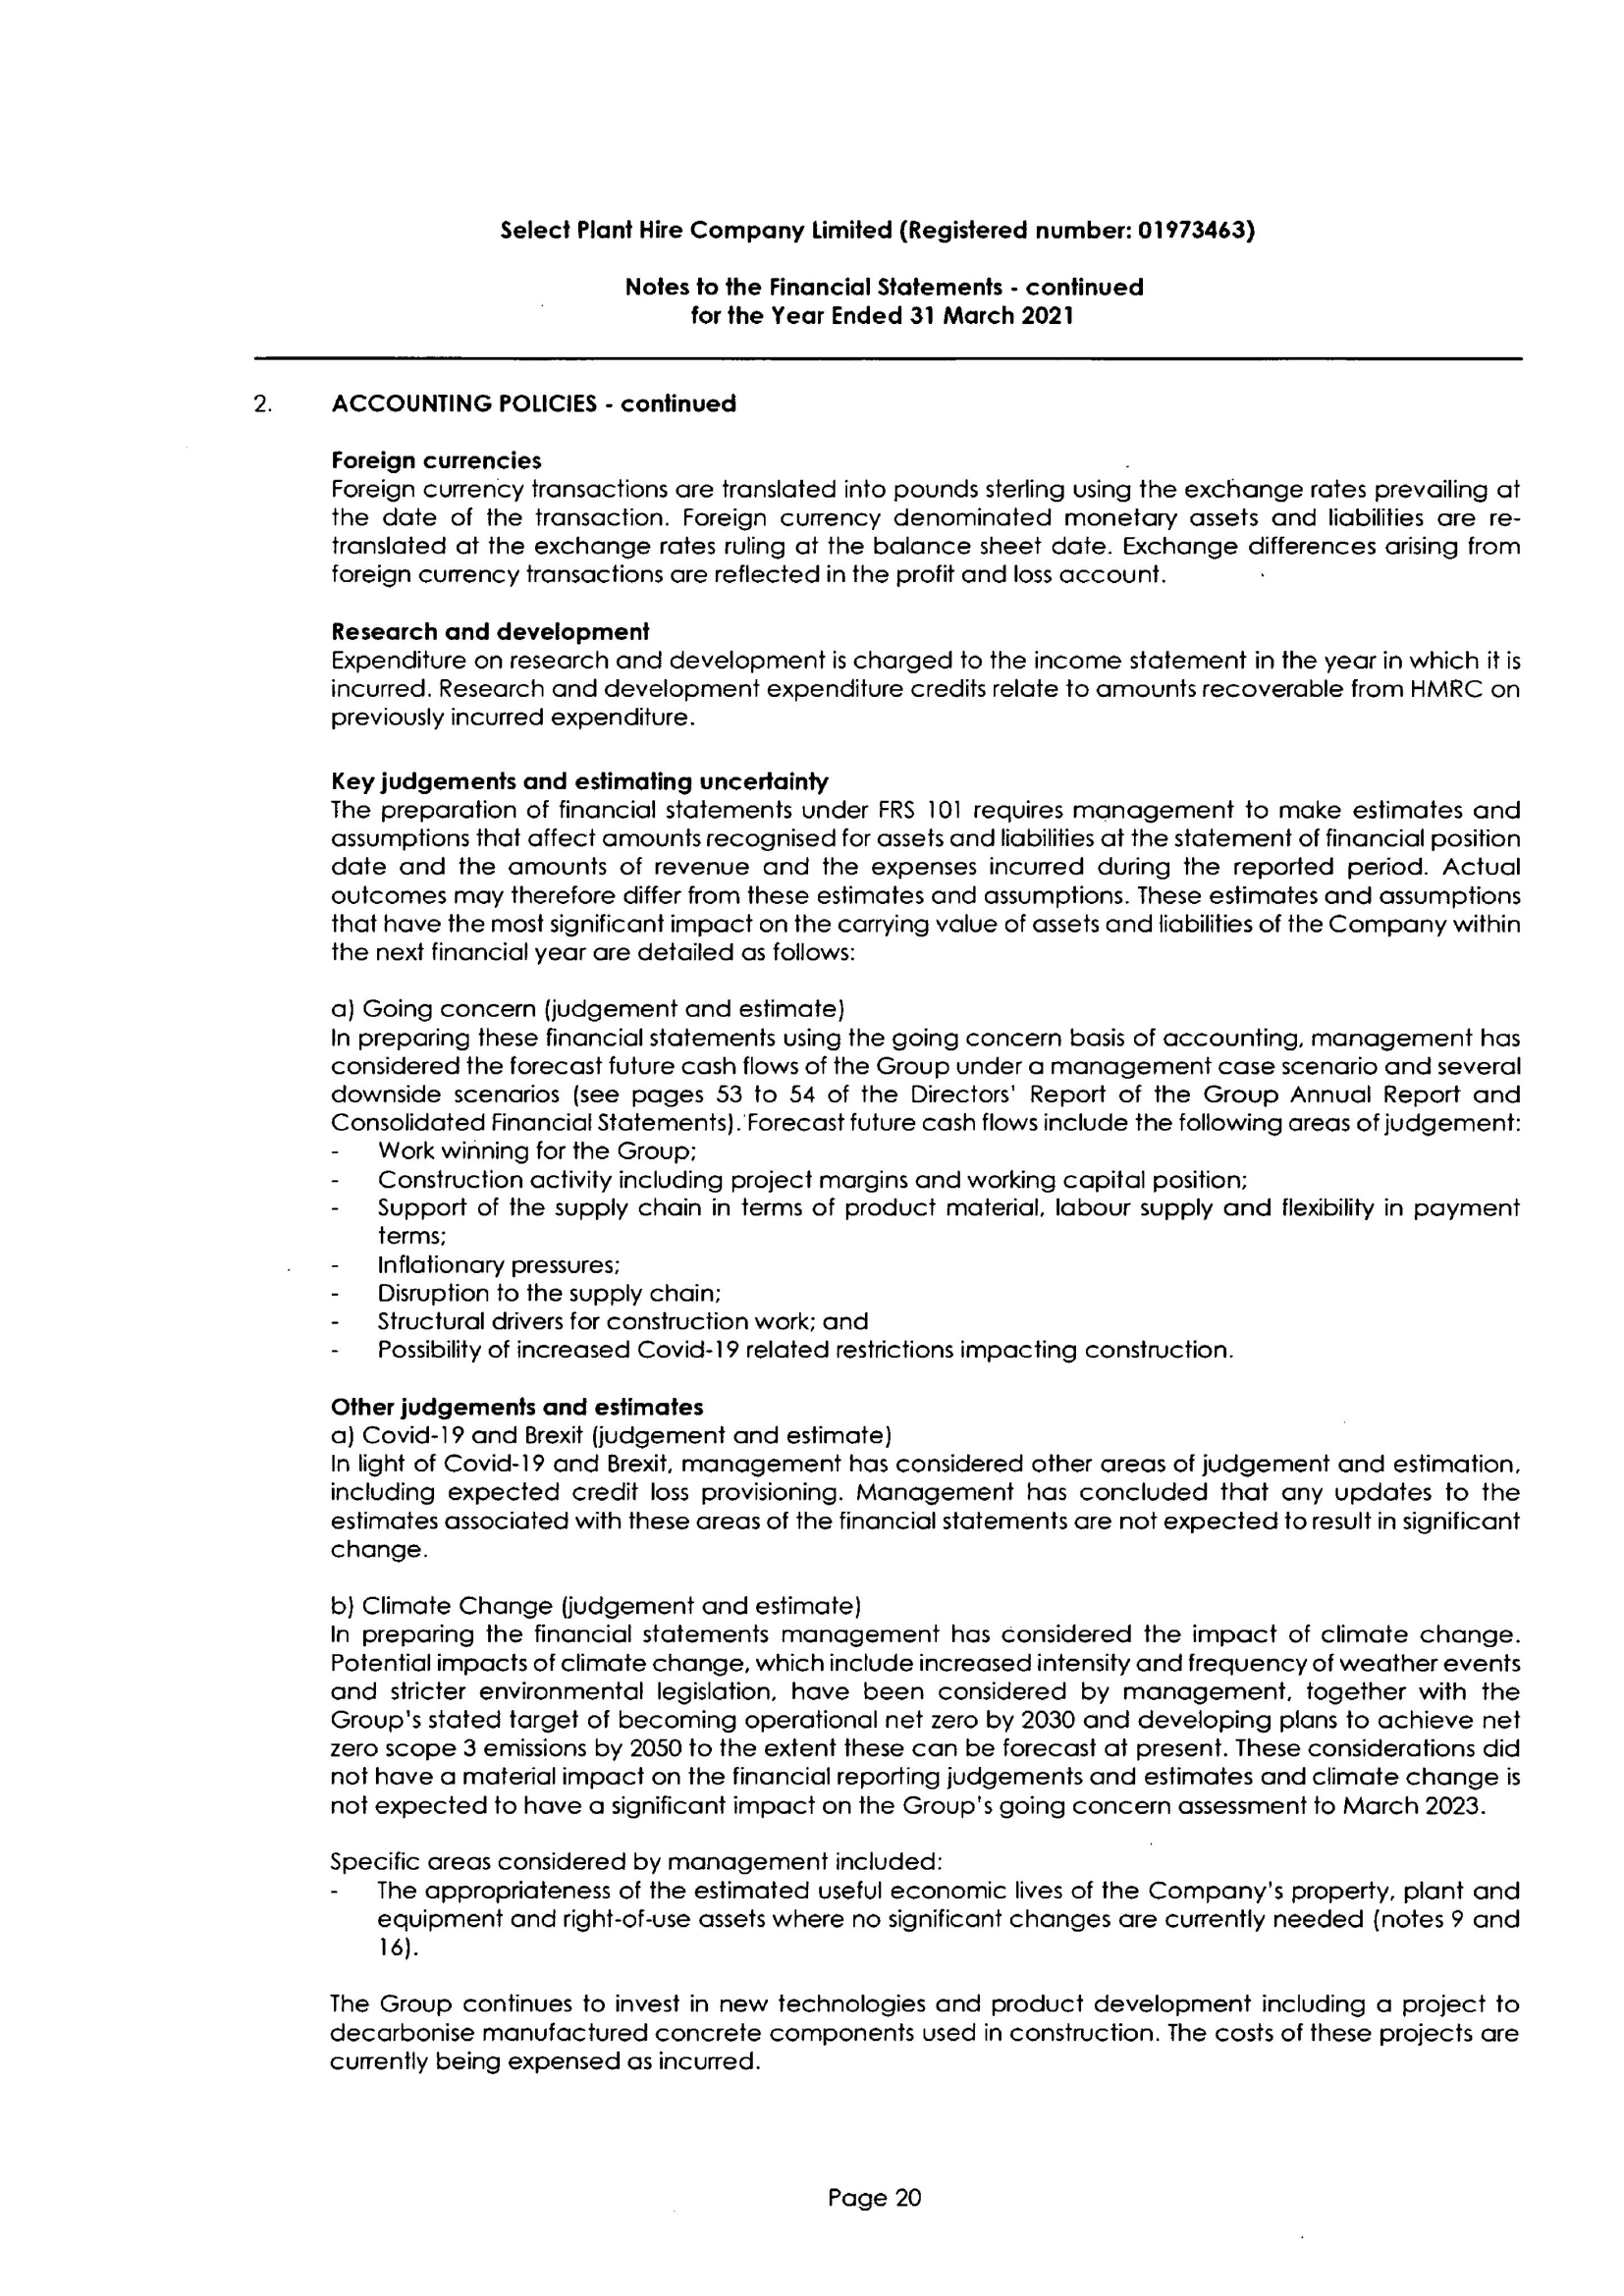 Select Plant Hire Company Limited (Registered number: 01973463)
Notes to the Financial Statements - continued
for the Year Ended 31 March 2021
2. ACCOUNTING POLICIES - continued
Foreign currencies
Foreign currency transactions are translated into pounds sterling using the exchange rates prevailing at
the date of the transaction. Foreign currency denominated monetary assets and liabilities are re-
translated at the exchange rates ruling at the balance sheet date. Exchange differences arising from
foreign currency transactions are reflected in the profit and loss account.
Research and development
Expenditure on research and development is charged to the income statement in the year in which it is
incurred. Research and development expenditure credits relate to amounts recoverable from HMRC on
previously incurred expenditure.
Key judgements and estimating uncertainty
The preparation of financial statements under FRS 101 requires management to make estimates and
assumptions that affect amounts recognised for assets and liabilities at the statement of financial position
date and the amounts of revenue and the expenses incurred during the reported period. Actual
outcomes may therefore differ from these estimates and assumptions. These estimates and assumptions
that have the most significant impact on the carrying value of assets and liabilities of the Company within
the next financial year are detailed as follows:
a) Going concern (judgement and estimate)
In preparing these financial statements using the going concern basis of accounting, management has
considered the forecast future cash flows of the Group under a management case scenario and several
downside scenarios (see pages 53 to 54 of the Directors' Report of the Group Annual Report and
Consolidated Financial Statements). Forecast future cash flows include the following areas of judgement:
- Work winning for the Group;
- Construction activity including project margins and working capital position;
- Support of the supply chain in terms of product material, labour supply and flexibility in payment
terms;
- Inflationary pressures;
- Disruption to the supply chain;
- Structural drivers for construction work; and
- Possibility of increased Covid-19 related restrictions impacting construction.
Other judgements and estimates
a) Covid-19 and Brexit (judgement and estimate)
In light of Covid-19 and Brexit, management has considered other areas of judgement and estimation,
including expected credit loss provisioning. Management has concluded that any updates to the
estimates associated with these areas of the financial statements are not expected to result in significant
change.
b) Climate Change (judgement and estimate)
In preparing the financial statements management has considered the impact of climate change.
Potential impacts of climate change, which include increased intensity and frequency of weather events
and stricter environmental legislation, have been considered by management, together with the
Group's stated target of becoming operational net zero by 2030 and developing plans to achieve net
zero scope 3 emissions by 2050 to the extent these can be forecast at present. These considerations did
not have a material impact on the financial reporting judgements and estimates and climate change is
not expected to have a significant impact on the Group's going concern assessment to March 2023.
Specific areas considered by management included:
- The appropriateness of the estimated useful economic lives of the Company's property, plant and
equipment and right-of-use assets where no significant changes are currently needed (notes 9 and
16).
The Group continues to invest in new technologies and product development including a project to
decarbonise manufactured concrete components used in construction. The costs of these projects are
currently being expensed as incurred.
Page 20